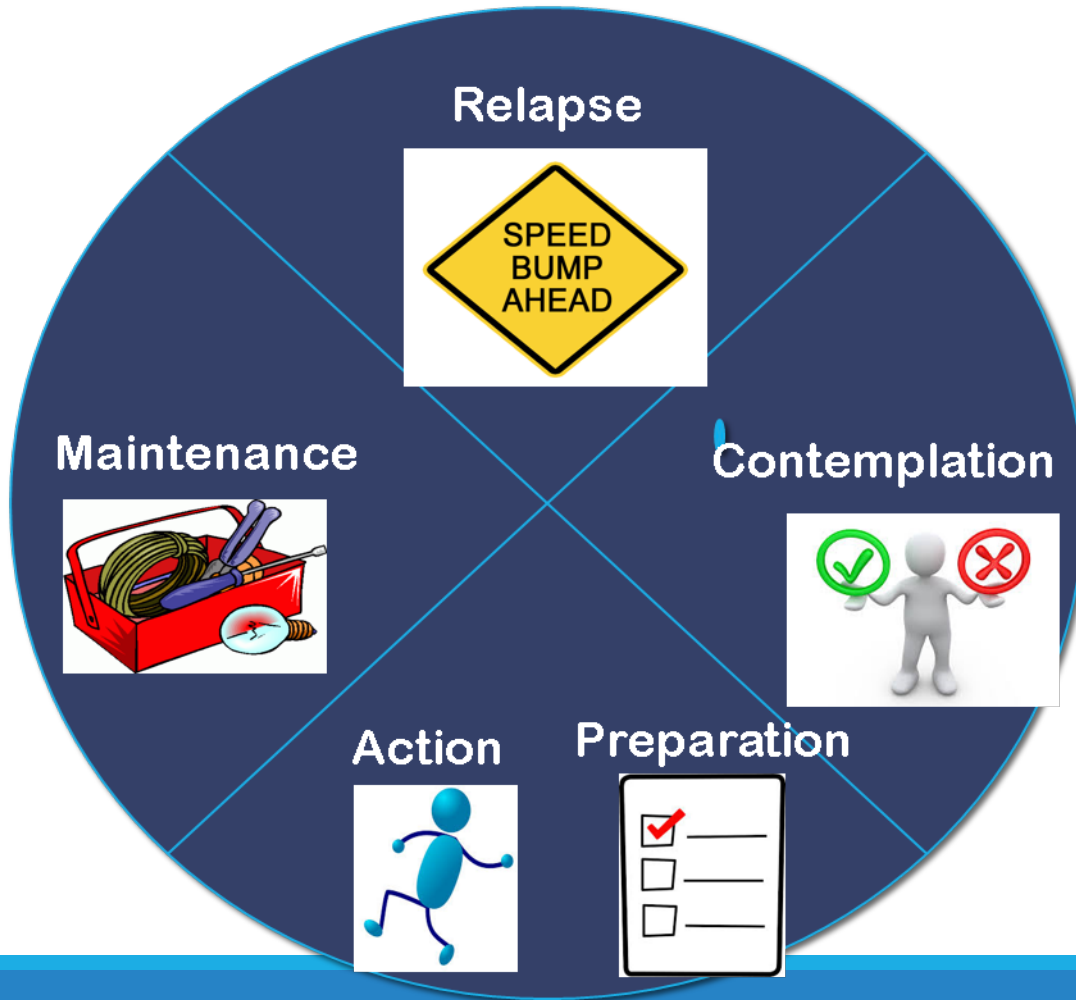 Relapse
SPEED
BUMP
AHEAD
Maintenance
Contemplation
Action
Preparation